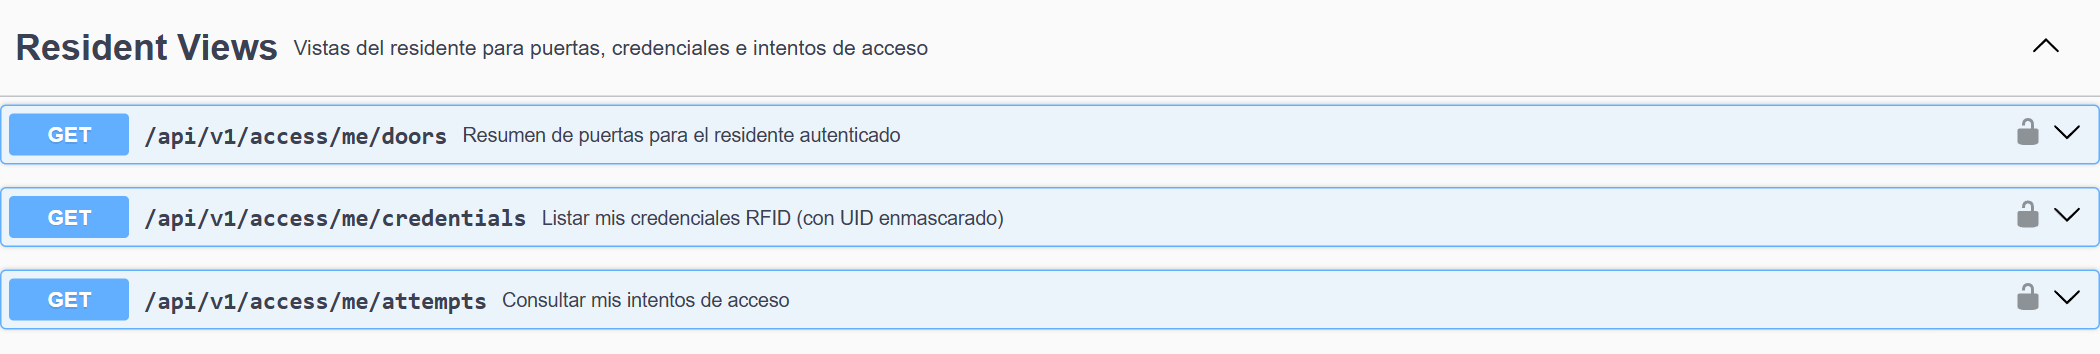 Resident Views Vistas del residente para puertas, credenciales e intentos de acceso
GET /api/v1/access/me/doors Resumen de puertas para el residente autenticado
GET /api/v1/access/me/credentials Listar mis credenciales RFID (con UID enmascarado)
GET /api/v1/access/me/attempts Consultar mis intentos de acceso